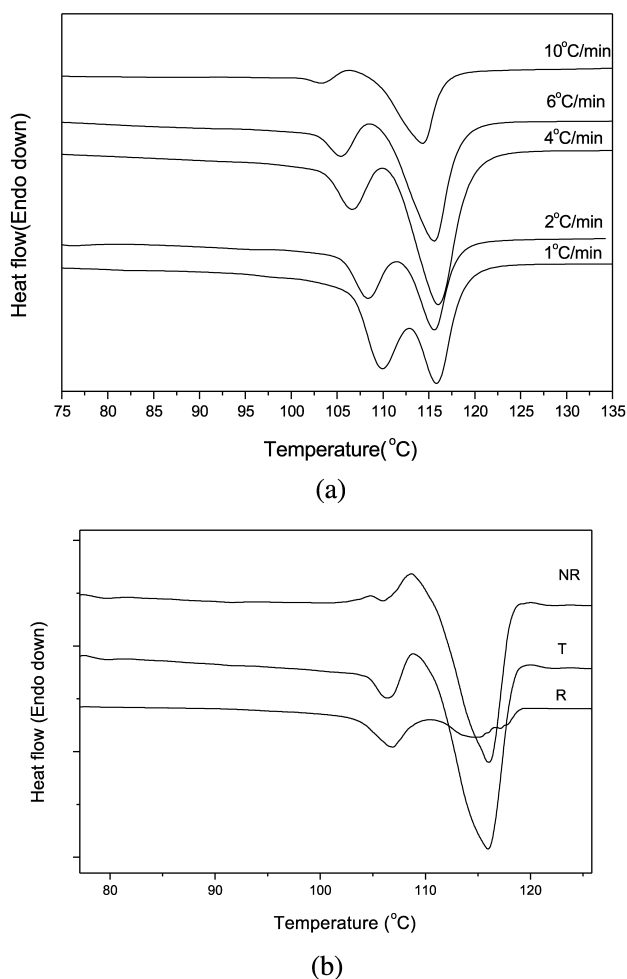 10°C/min
6°C/min
4°C/min
2°C/min
1°C/min
Heat flow(Endo down)
75 80 85 90 95 100 105 110 115 120 125 130 135
Temperature(°C)
(a)
NR
T
R
Heat flow (Endo down)
80 90 100 110 120
Temperature (°C)
(b)